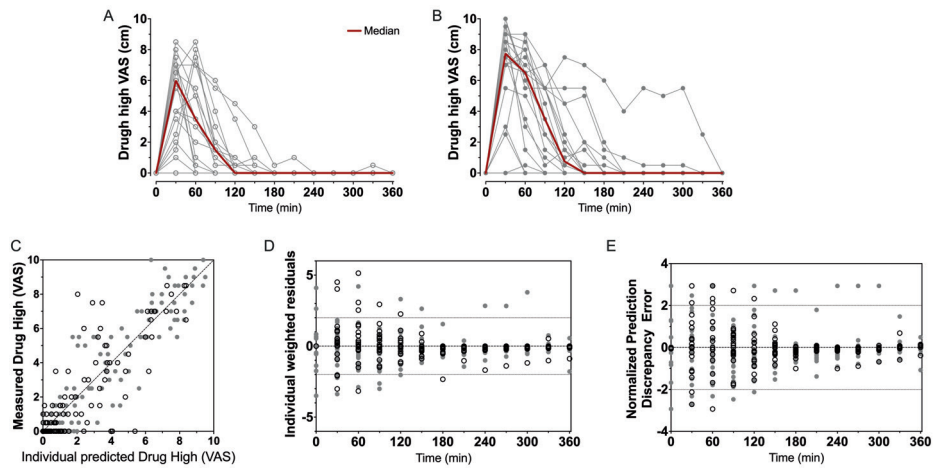 A
Drugh high VAS (cm)
10
8
6
4
2
0
0 60 120 180 240 300 360
Time (min)
Median
B
Drugh high VAS (cm)
10
8
6
4
2
0
0 60 120 180 240 300 360
Time (min)
C
Measured Drug High (VAS)
10
8
6
4
2
0
0 2 4 6 8 10
Individual predicted Drug High (VAS)
D
Individual weighted residuals
5
0
-5
0 60 120 180 240 300 360
Time (min)
E
Normalized Prediction
Discrepancy Error
4
2
0
-2
-4
0 60 120 180 240 300 360
Time (min)